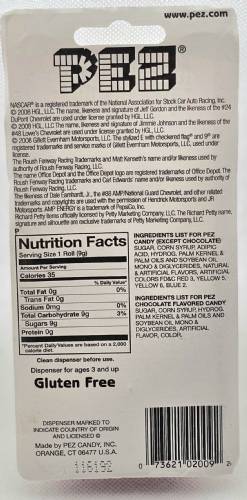 www.pez.com
PEZ®
NASCAR® is a registered trademark of the National Association for Stock Car Auto Racing, Inc.
© 2008 HGL, LLC. The name, likeness and signature of Jeff Gordon and the likeness of the #24
DuPont Chevrolet are used under license granted by HGL, LLC.
© 2008 HGL, LLC. The name, likeness and signature of Jimmie Johnson and the likeness of the
#48 Lowe's Chevrolet are used under license granted by HGL, LLC.
© 2008 Gillett Evernham Motorsports, LLC. The stylized E with checkered flag® and 9® are
registered trademarks and service marks of Gillett Evernham Motorsports, LLC, used under
license.
The Roush Fenway Racing Trademarks and Matt Kenseth's name and/or likeness used by
authority of Roush Fenway Racing, LLC.
The name Office Depot and the Office Depot logo are registered trademarks of Office Depot. The
Roush Fenway Racing trademarks and Carl Edwards' name and/or likeness used by authority of
Roush Fenway Racing, LLC.
The likeness of Dale Earnhardt, Jr., the #88 AMP/National Guard Chevrolet, and other related
trademarks and copyrights are used with the permission of Hendrick Motorsports and JR
Motorsports. AMP ENERGY is a trademark of PepsiCo, Inc.
Richard Petty items officially licensed by Petty Marketing Company, LLC. The Richard Petty name,
signature and silhouette are exclusive trademarks of Petty Marketing Company, LLC.
P
Nutrition Facts
Serving Size 1 Roll (9g)
Amount Per Serving
Calories 35
% Daily Value*
Total Fat 0g 0%
Trans Fat 0g
Sodium 0mg 0%
Total Carbohydrate 9g 3%
Sugars 9g
Protein 0g
*Percent Daily Values are based on a 2,000
calorie diet.
INGREDIENTS LIST FOR PEZ
CANDY (EXCEPT CHOCOLATE):
SUGAR, CORN SYRUP, ADIPIC
ACID, HYDROG. PALM KERNEL &
PALM OILS AND SOYBEAN OIL,
MONO & DIGLYCERIDES, NATURAL
& ARTIFICIAL FLAVORS, ARTIFICIAL
COLORS FD&C RED 3, YELLOW 5,
YELLOW 6, BLUE 2.
INGREDIENTS LIST FOR PEZ
CHOCOLATE FLAVORED CANDY
SUGAR, CORN SYRUP, HYDROG.
PALM KERNEL & PALM OILS AND
SOYBEAN OIL, MONO &
DIGLYCERIDES, ARTIFICIAL
FLAVOR, COLOR.
Clean dispenser before use.
Dispenser for ages 3 and up
Gluten Free
DISPENSER MARKED TO
INDICATE COUNTRY OF ORIGIN
AND LICENSED ©
Made by PEZ CANDY, INC.
ORANGE, CT 06477 U.S.A.
0 73621 02009